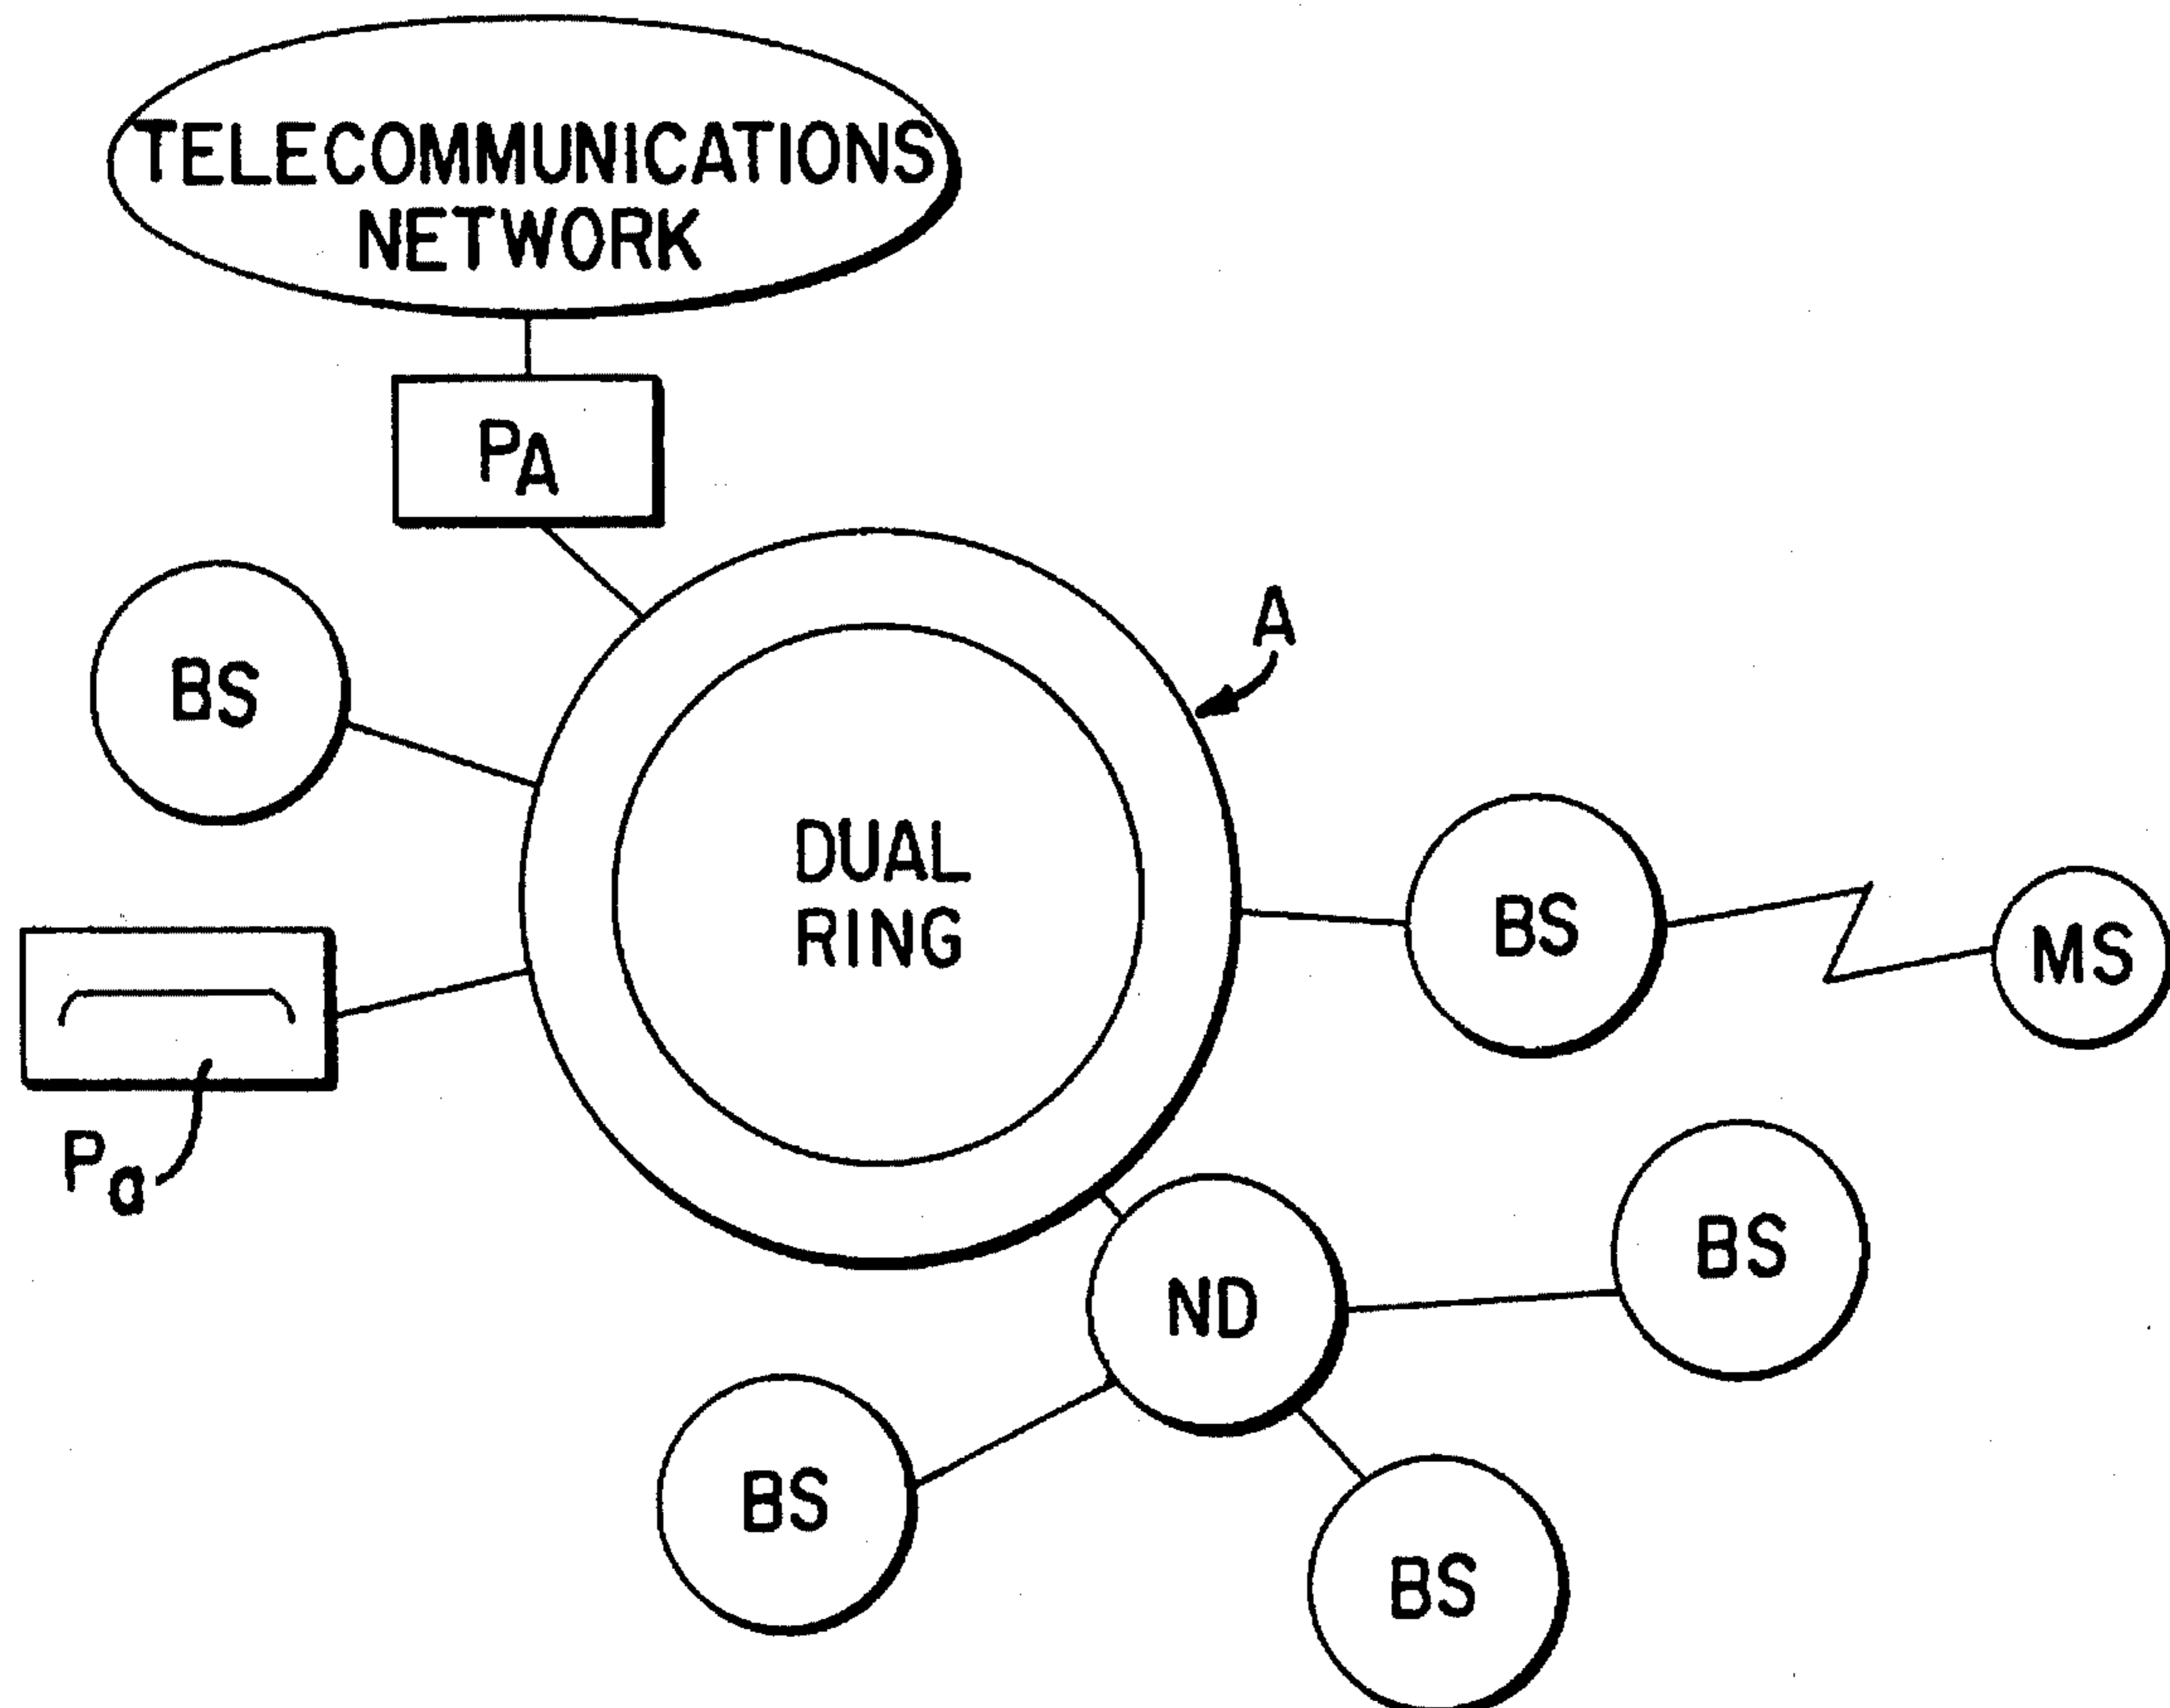 TELECOMMUNICATIONS
NETWORK
PA
BS
A
DUAL
RING
BS
MS
Pa
BS
ND
BS
BS